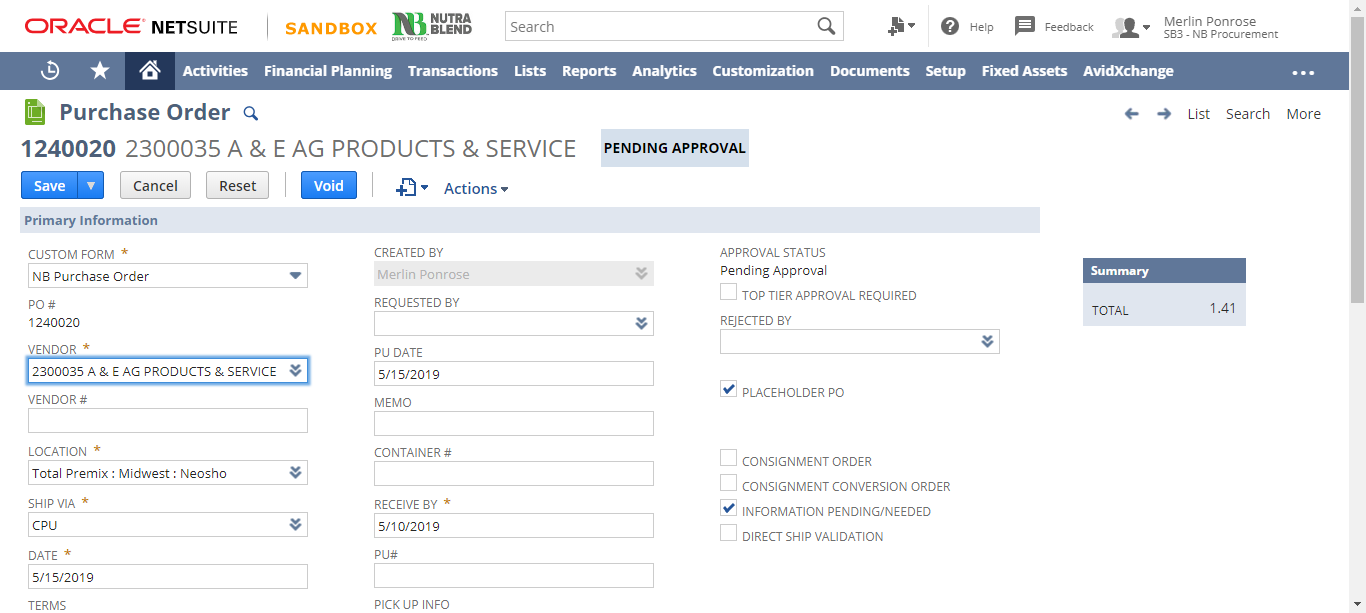 ORACLE NETSUITE
SANDBOX
NB NUTRA BLEND
DRIVE TO FEED
Search
Help
Feedback
Merlin Ponrose
SB3 - NB Procurement
Activities Financial Planning Transactions Lists Reports Analytics Customization Documents Setup Fixed Assets AvidXchange
Purchase Order
List Search More
1240020 2300035 A & E AG PRODUCTS & SERVICE PENDING APPROVAL
Save Cancel Reset Void Actions
Primary Information
CUSTOM FORM *
NB Purchase Order
PO #
1240020
VENDOR *
2300035 A & E AG PRODUCTS & SERVICE
VENDOR #
LOCATION *
Total Premix : Midwest : Neosho
SHIP VIA *
CPU
DATE *
5/15/2019
TERMS
CREATED BY
Merlin Ponrose
REQUESTED BY
PU DATE
5/15/2019
MEMO
CONTAINER #
RECEIVE BY *
5/10/2019
PU#
PICK UP INFO
APPROVAL STATUS
Pending Approval
TOP TIER APPROVAL REQUIRED
REJECTED BY
PLACEHOLDER PO
CONSIGNMENT ORDER
CONSIGNMENT CONVERSION ORDER
INFORMATION PENDING/NEEDED
DIRECT SHIP VALIDATION
Summary
TOTAL 1.41